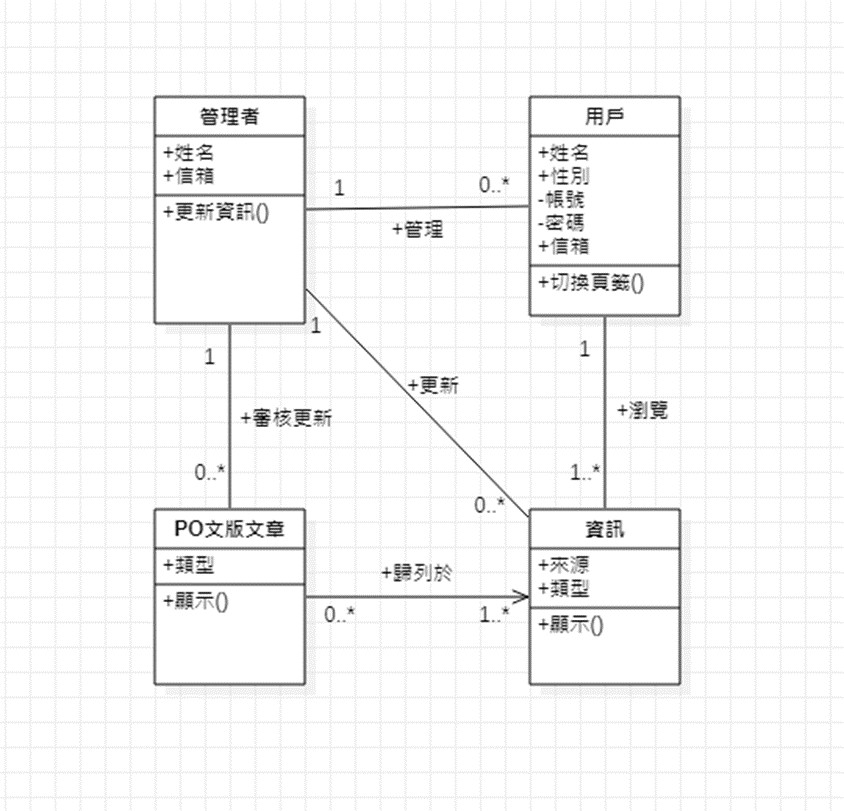 管理者
+姓名
+信箱
+更新資訊()
用戶
+姓名
+性別
-帳號
-密碼
+信箱
+切換頁籤()
1
0..*
+管理
1
+更新
0..*
1
+審核更新
0..*
1
+瀏覽
1..*
PO文版文章
+類型
+顯示()
+歸列於
0..*
1..*
資訊
+來源
+類型
+顯示()